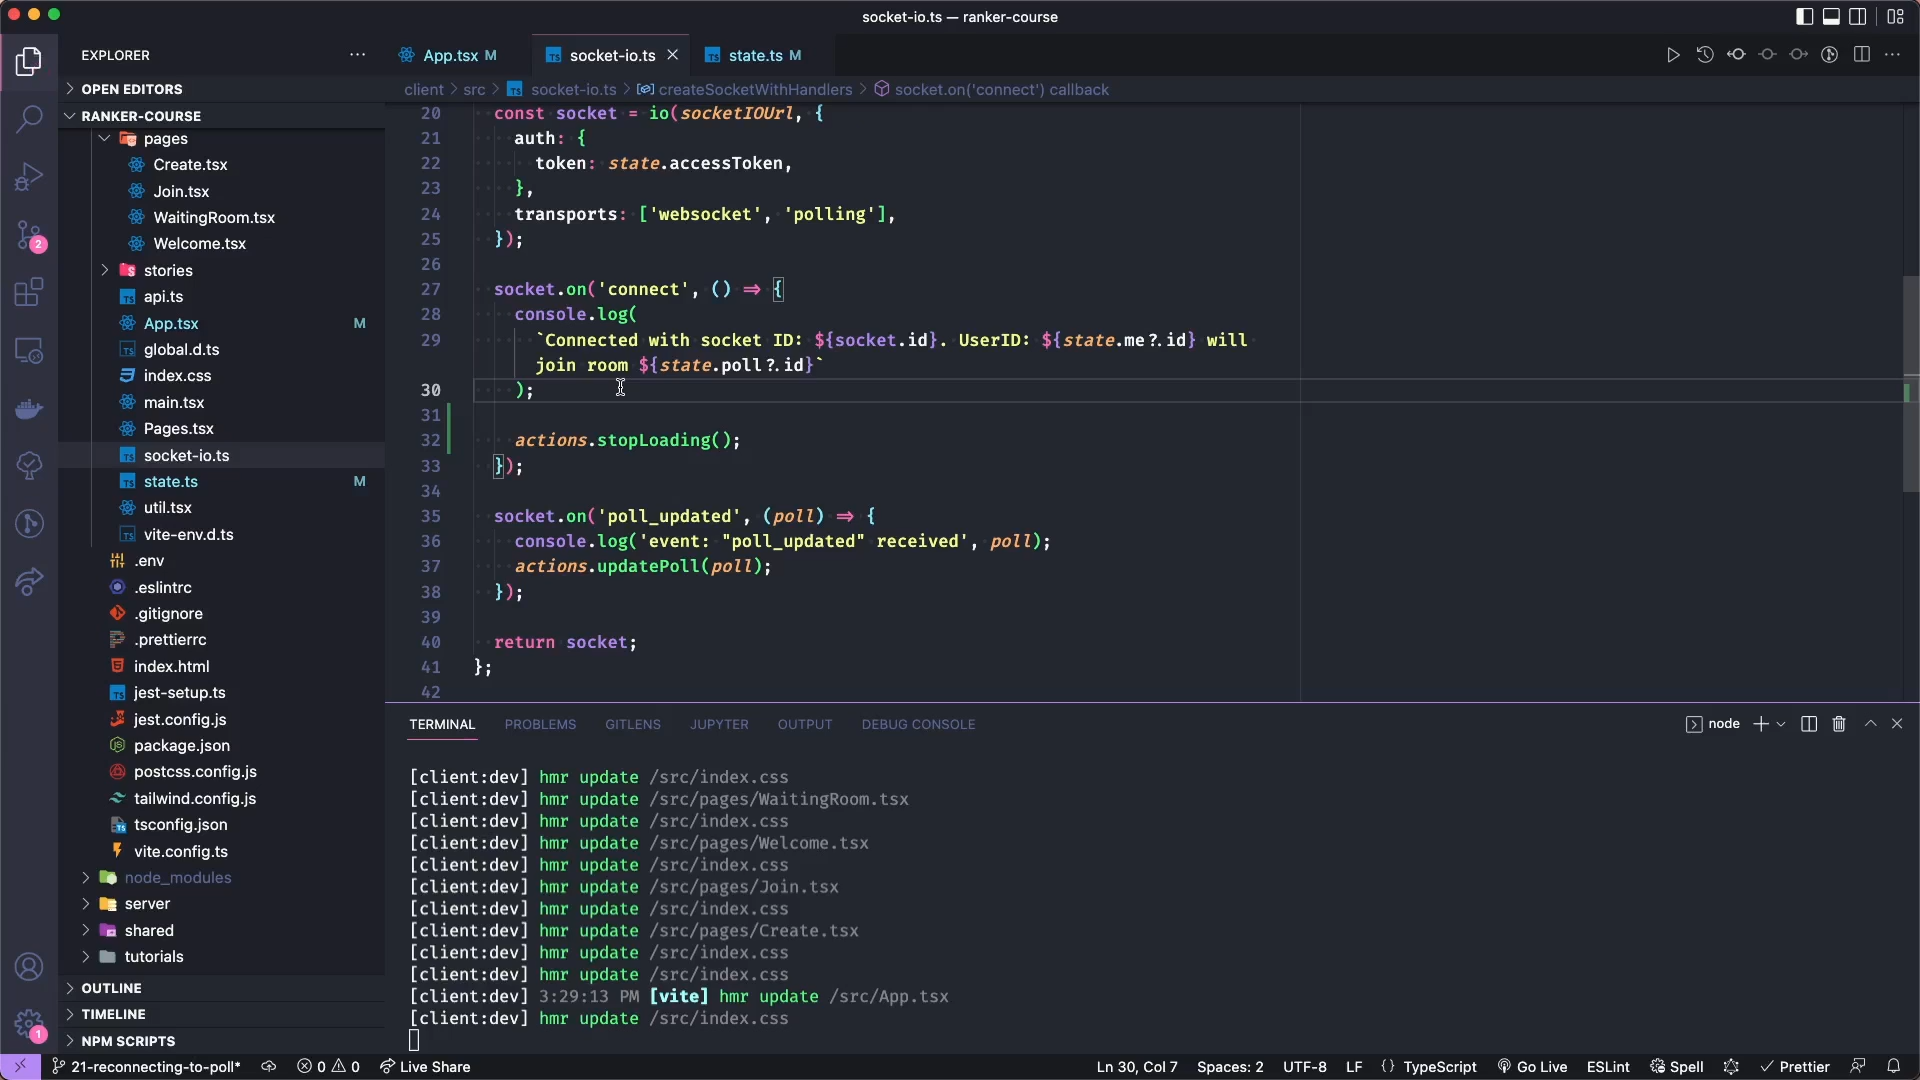 socket-io.ts — ranker-course
EXPLORER
App.tsx M
socket-io.ts
state.ts M
OPEN EDITORS
client > src > socket-io.ts > createSocketWithHandlers > socket.on('connect') callback
RANKER-COURSE
pages
Create.tsx
Join.tsx
WaitingRoom.tsx
Welcome.tsx
stories
api.ts
App.tsx M
global.d.ts
index.css
main.tsx
Pages.tsx
socket-io.ts
state.ts M
util.tsx
vite-env.d.ts
.env
.eslintrc
.gitignore
.prettierrc
index.html
jest-setup.ts
jest.config.js
package.json
postcss.config.js
tailwind.config.js
tsconfig.json
vite.config.ts
node_modules
server
shared
tutorials
OUTLINE
TIMELINE
NPM SCRIPTS
2
1
20 const socket = io(socketIOUrl, {
21 auth: {
22 token: state.accessToken,
23 },
24 transports: ['websocket', 'polling'],
25 });
26
27 socket.on('connect', () => {
28 console.log(
29 `Connected with socket ID: ${socket.id}. UserID: ${state.me?.id} will
join room ${state.poll?.id}`
30 );
31
32 actions.stopLoading();
33 });
34
35 socket.on('poll_updated', (poll) => {
36 console.log('event: "poll_updated" received', poll);
37 actions.updatePoll(poll);
38 });
39
40 return socket;
41 };
42
TERMINAL PROBLEMS GITLENS JUPYTER OUTPUT DEBUG CONSOLE
node
[client:dev] hmr update /src/index.css
[client:dev] hmr update /src/pages/WaitingRoom.tsx
[client:dev] hmr update /src/index.css
[client:dev] hmr update /src/pages/Welcome.tsx
[client:dev] hmr update /src/index.css
[client:dev] hmr update /src/pages/Join.tsx
[client:dev] hmr update /src/index.css
[client:dev] hmr update /src/pages/Create.tsx
[client:dev] hmr update /src/index.css
[client:dev] hmr update /src/index.css
[client:dev] 3:29:13 PM [vite] hmr update /src/App.tsx
[client:dev] hmr update /src/index.css
21-reconnecting-to-poll* 0 0 Live Share Ln 30, Col 7 Spaces: 2 UTF-8 LF {} TypeScript Go Live ESLint Spell Prettier